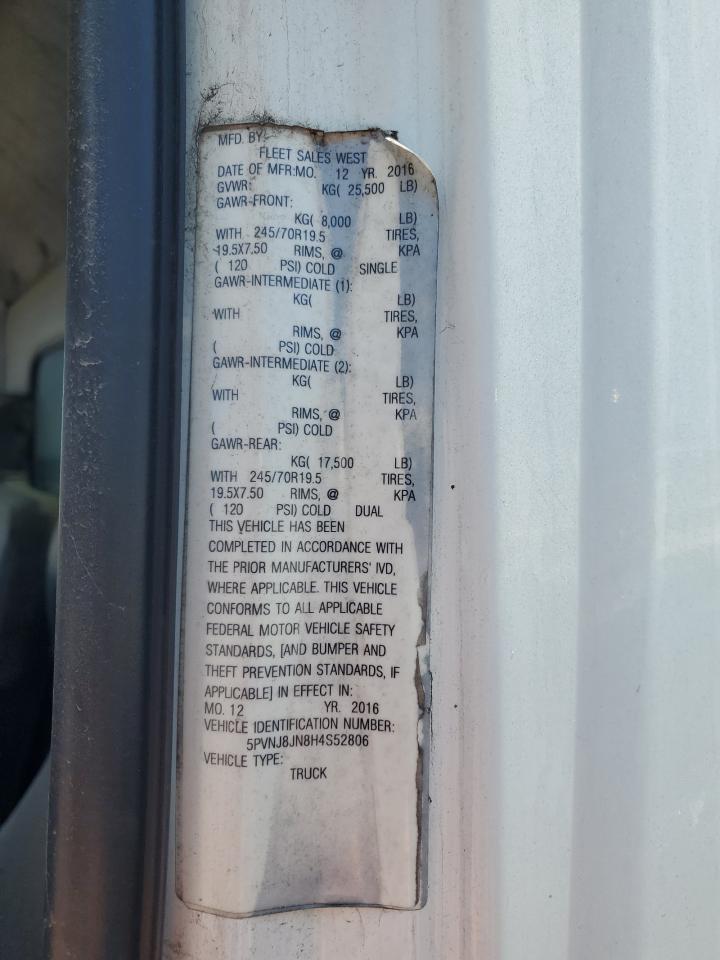 MFD. BY
FLEET SALES WEST
DATE OF MFR:MO. 12 YR. 2016
GVWR: KG( 25,500 LB)
GAWR-FRONT:
KG( 8,000 LB)
WITH 245/70R19.5 TIRES,
19.5X7.50 RIMS, @ KPA
( 120 PSI) COLD SINGLE
GAWR-INTERMEDIATE (1):
KG( LB)
WITH TIRES,
RIMS, @ KPA
( PSI) COLD
GAWR-INTERMEDIATE (2):
KG( LB)
WITH TIRES,
RIMS, @ KPA
( PSI) COLD
GAWR-REAR:
KG( 17,500 LB)
WITH 245/70R19.5 TIRES,
19.5X7.50 RIMS, @ KPA
( 120 PSI) COLD DUAL
THIS VEHICLE HAS BEEN
COMPLETED IN ACCORDANCE WITH
THE PRIOR MANUFACTURERS' IVD,
WHERE APPLICABLE. THIS VEHICLE
CONFORMS TO ALL APPLICABLE
FEDERAL MOTOR VEHICLE SAFETY
STANDARDS, [AND BUMPER AND
THEFT PREVENTION STANDARDS, IF
APPLICABLE] IN EFFECT IN:
MO. 12 YR. 2016
VEHICLE IDENTIFICATION NUMBER:
5PVNJ8JN8H4S52806
VEHICLE TYPE:
TRUCK